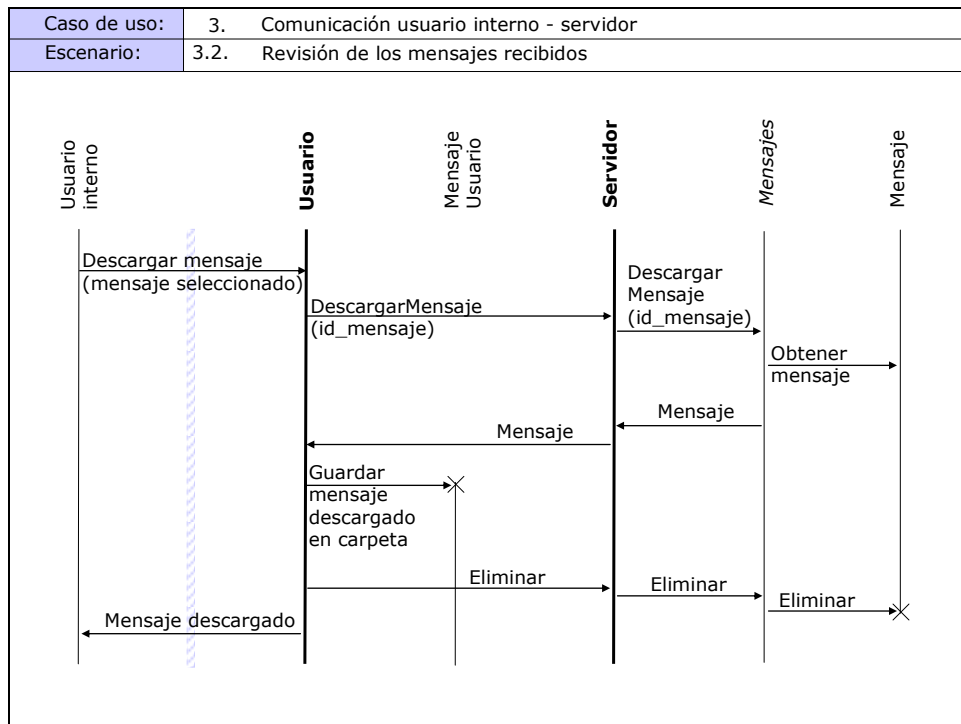 Caso de uso: 3. Comunicación usuario interno - servidor
Escenario: 3.2. Revisión de los mensajes recibidos
Usuario
interno
Usuario
Mensaje
Usuario
Servidor
Mensajes
Mensaje
Descargar mensaje
(mensaje seleccionado)
DescargarMensaje
(id_mensaje)
Descargar
Mensaje
(id_mensaje)
Obtener
mensaje
Mensaje
Mensaje
Guardar
mensaje
descargado
en carpeta
Eliminar
Eliminar
Eliminar
Mensaje descargado